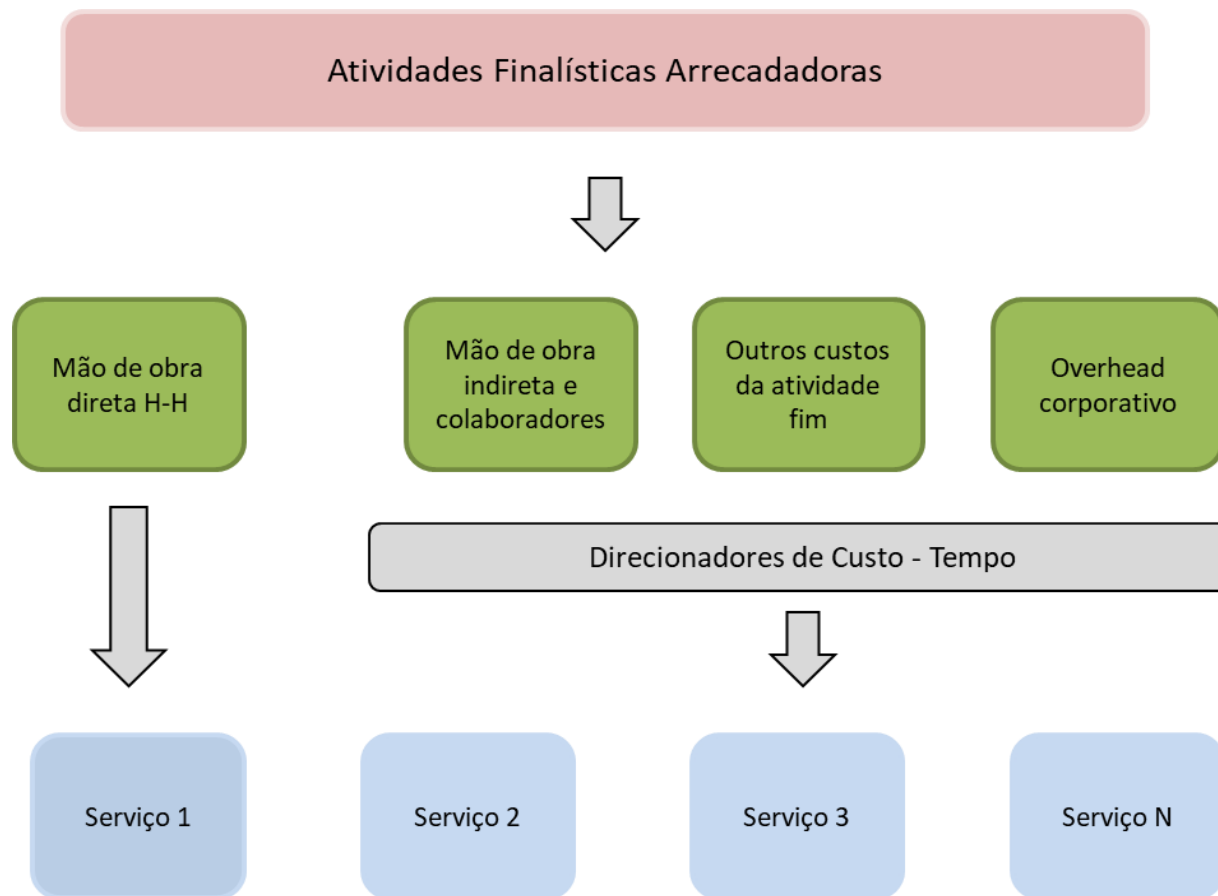 Atividades Finalísticas Arrecadadoras
Mão de obra
direta H-H
Mão de obra
indireta e
colaboradores
Outros custos
da atividade
fim
Overhead
corporativo
Direcionadores de Custo - Tempo
Serviço 1
Serviço 2
Serviço 3
Serviço N